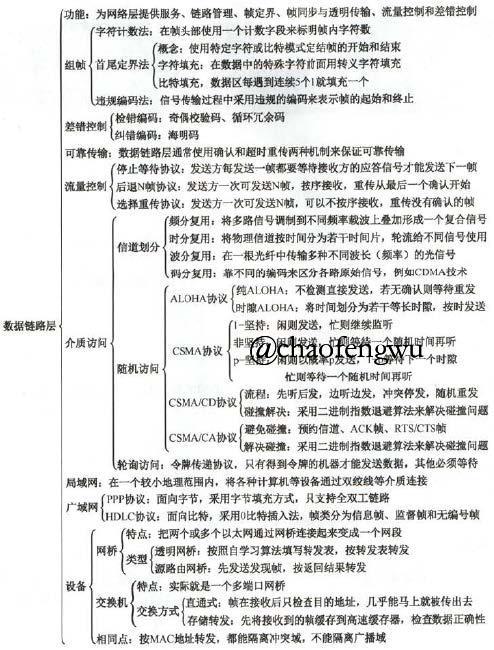 功能：为网络层提供服务、链路管理、帧定界、帧同步与透明传输、流量控制和差错控制
字符计数法：在帧头部使用一个计数字段来标明帧内字符数
概念：使用特定字符或比特模式定结帧的开始和结束
组帧
首尾定界法
字符填充：在数据中的特殊字符前面用转义字符填充
比特填充，数据区每遇到连续5个1就填充一个
违规编码法：信号传输过程中采用违规的编码来表示帧的起始和终止
差错控制
检错编码：奇偶校验码、循环冗余码
纠错编码：海明码
可靠传输：数据链路层通常使用确认和超时重传两种机制来保证可靠传输
停止等待协议：发送方每发送一帧都要等待接收方的应答信号才能发送下一帧
流量控制
后退N帧协议：发送方一次可发送N帧，按序接收，重传从最后一个确认开始
选择重传协议：发送方一次可发送N帧，可以不按序接收，重传没有确认的帧
频分复用：将多路信号调制到不同频率载波上叠加形成一个复合信号
信道划分
时分复用：将物理信道按时间分为若干时间片，轮流给不同信号使用
波分复用：在一根光纤中传输多种不同波长（频率）的光信号
码分复用：靠不同的编码来区分各路原始信号，例如CDMA技术
ALOHA协议
纯ALOHA：不检测直接发送，若无确认则等待重发
时隙ALOHA：将时间划分为若干等长时隙，按时发送
数据链路层
介质访问
1-坚持：闲则发送，忙则继续监听
随机访问
CSMA协议
非坚持：闲则发送，忙则等待一个随机时间再听
@chaofengwu
p-坚持：闲则以概率p发送，
等待下一个时隙
忙则等待一个随机时间再听
CSMA/CD协议
流程：先听后发，边听边发，冲突停发，随机重发
碰撞解决：采用二进制指数退避算法来解决碰撞问题
CSMA/CA协议
避免碰撞：预约信道、ACK帧、RTS/CTS帧
解决碰撞：采用二进制指数退避算法来解决碰撞问题
轮询访问：令牌传递协议，只有得到令牌的机器才能发送数据，其他必须等待
局域网：在一个较小地理范围内，将各种计算机等设备通过双绞线等介质连接
广域网
PPP协议：面向字节，采用字节填充方式，只支持全双工链路
HDLC协议：面向比特，采用0比特插入法，帧类分为信息帧、监督帧和无编号帧
特点：把两个或多个以太网通过网桥连接起来变成一个网段
网桥
类型
透明网桥：按照自学习算法填写转发表，按转发表转发
源路由网桥：先发送发现帧，按返回结果转发
设备
特点：实际就是一个多端口网桥
交换机
交换方式
直通式：帧在接收后只检查目的地址，几乎能马上就被传出去
存储转发：先将接收到的帧缓存到高速缓存器，检查数据正确性
相同点：按MAC地址转发，都能隔离冲突域，不能隔离广播域